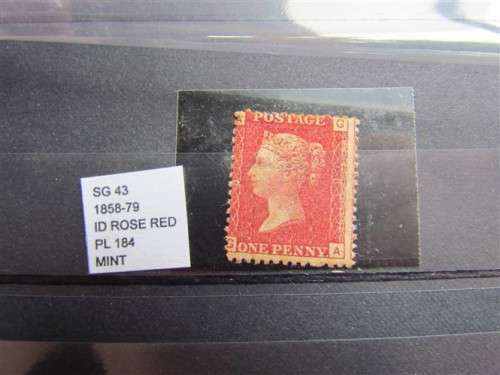 SG 43
1858-79
ID ROSE RED
PL 184
MINT
A POSTAGE G
G ONE PENNY A